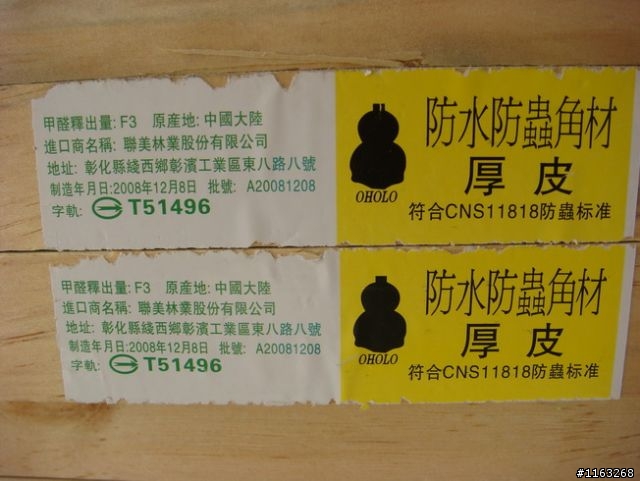 甲醛釋出量: F3 原産地: 中國大陸
進口商名稱: 聯美林業股份有限公司
地址: 彰化縣綫西鄉彰濱工業區東八路八號
制造年月日:2008年12月8日 批號: A20081208
字軌: T51496
OHOLO
防水防蟲角材
厚皮
符合CNS11818防蟲标准
甲醛釋出量: F3 原産地: 中國大陸
進口商名稱: 聯美林業股份有限公司
地址: 彰化縣綫西鄉彰濱工業區東八路八號
制造年月日:2008年12月8日 批號: A20081208
字軌: T51496
OHOLO
防水防蟲角材
厚皮
符合CNS11818防蟲标准
#1163268